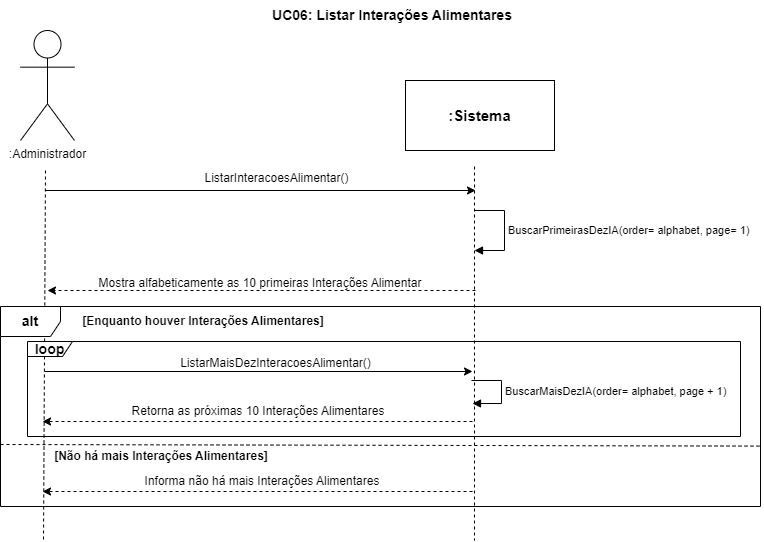 UC06: Listar Interações Alimentares
:Sistema
:Administrador
ListarInteracoesAlimentar()
BuscarPrimeirasDezIA(order= alphabet, page= 1)
Mostra alfabeticamente as 10 primeiras Interações Alimentar
alt
[Enquanto houver Interações Alimentares]
loop
ListarMaisDezInteracoesAlimentar()
BuscarMaisDezIA(order= alphabet, page + 1)
Retorna as próximas 10 Interações Alimentares
[Não há mais Interações Alimentares]
Informa não há mais Interações Alimentares